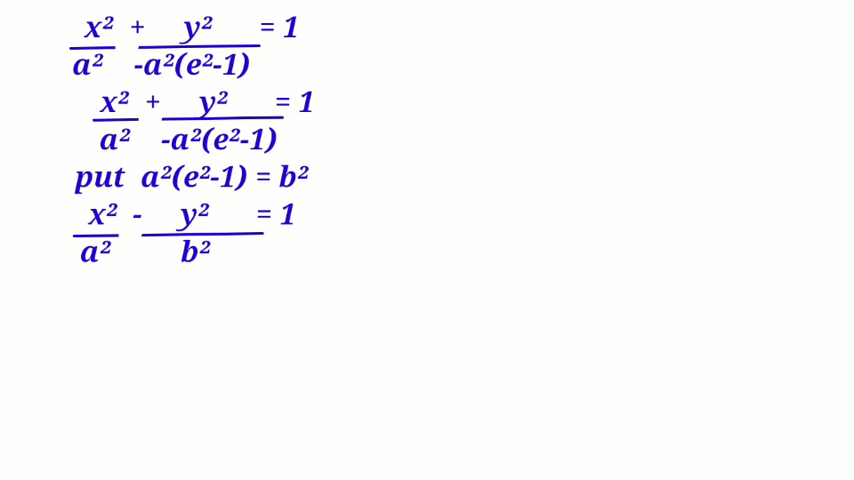 x² + y² = 1
a² -a²(e²-1)
x² + y² = 1
a² -a²(e²-1)
put a²(e²-1) = b²
x² - y² = 1
a² b²